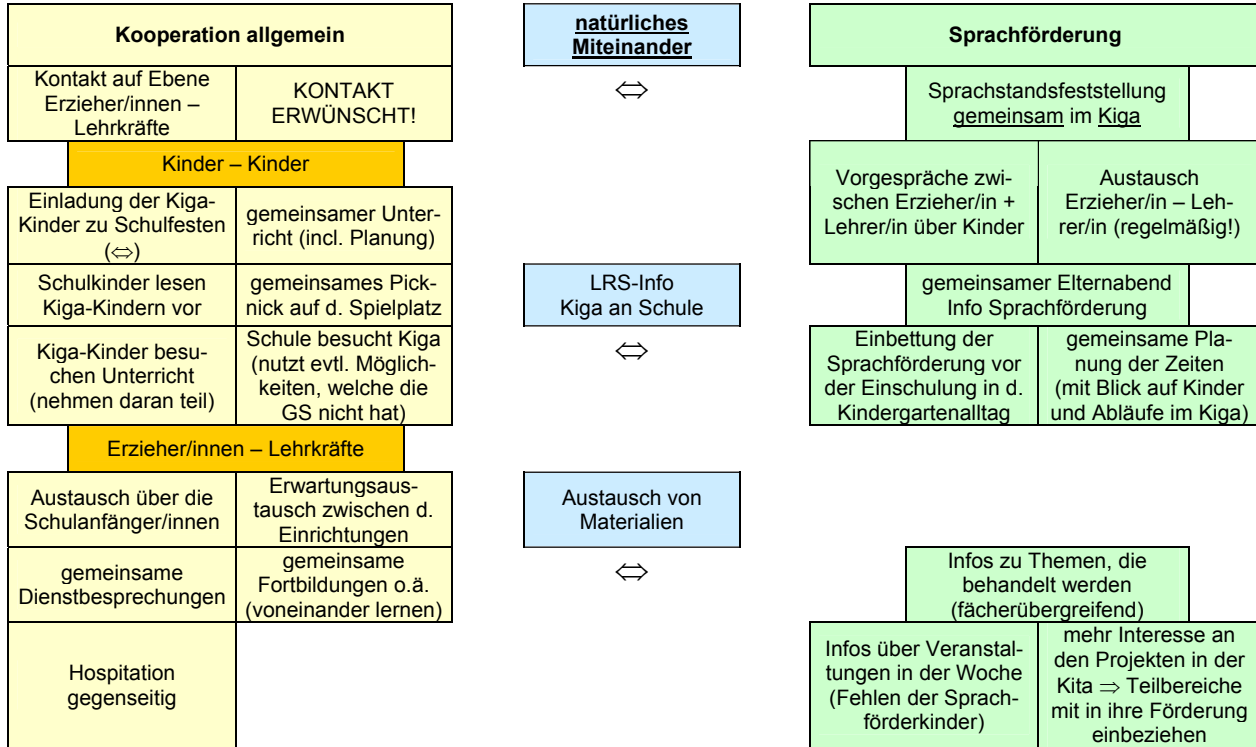 Kooperation allgemein
Kontakt auf Ebene
Erzieher/innen –
Lehrkräfte
KONTAKT
ERWÜNSCHT!
Kinder – Kinder
Einladung der Kiga-
Kinder zu Schulfesten
(⇔)
gemeinsamer Unter-
richt (incl. Planung)
Schulkinder lesen
Kiga-Kindern vor
gemeinsames Pick-
nick auf d. Spielplatz
Kiga-Kinder besu-
chen Unterricht
(nehmen daran teil)
Schule besucht Kiga
(nutzt evtl. Möglich-
keiten, welche die
GS nicht hat)
Erzieher/innen – Lehrkräfte
Austausch über die
Schulanfänger/innen
Erwartungsaus-
tausch zwischen d.
Einrichtungen
gemeinsame
Dienstbesprechungen
gemeinsame
Fortbildungen o.ä.
(voneinander lernen)
Hospitation
gegenseitig
natürliches
Miteinander
⇔
LRS-Info
Kiga an Schule
⇔
Austausch von
Materialien
⇔
Sprachförderung
Sprachstandsfeststellung
gemeinsam im Kiga
Vorgespräche zwi-
schen Erzieher/in +
Lehrer/in über Kinder
Austausch
Erzieher/in – Leh-
rer/in (regelmäßig!)
gemeinsamer Elternabend
Info Sprachförderung
Einbettung der
Sprachförderung vor
der Einschulung in d.
Kindergartenalltag
gemeinsame Pla-
nung der Zeiten
(mit Blick auf Kinder
und Abläufe im Kiga)
Infos zu Themen, die
behandelt werden
(fächerübergreifend)
Infos über Veranstal-
tungen in der Woche
(Fehlen der Sprach-
förderkinder)
mehr Interesse an
den Projekten in der
Kita ⇒ Teilbereiche
mit in ihre Förderung
einbeziehen